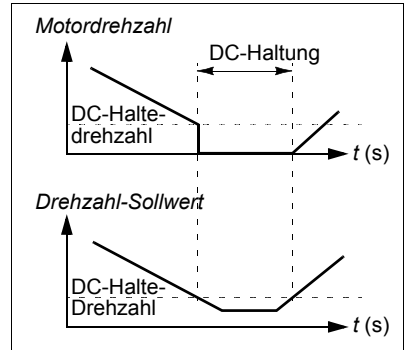 Motordrehzahl
DC-Haltung
DC-Halte-
drehzahl
t (s)
Drehzahl-Sollwert
DC-Halte-
Drehzahl
t (s)